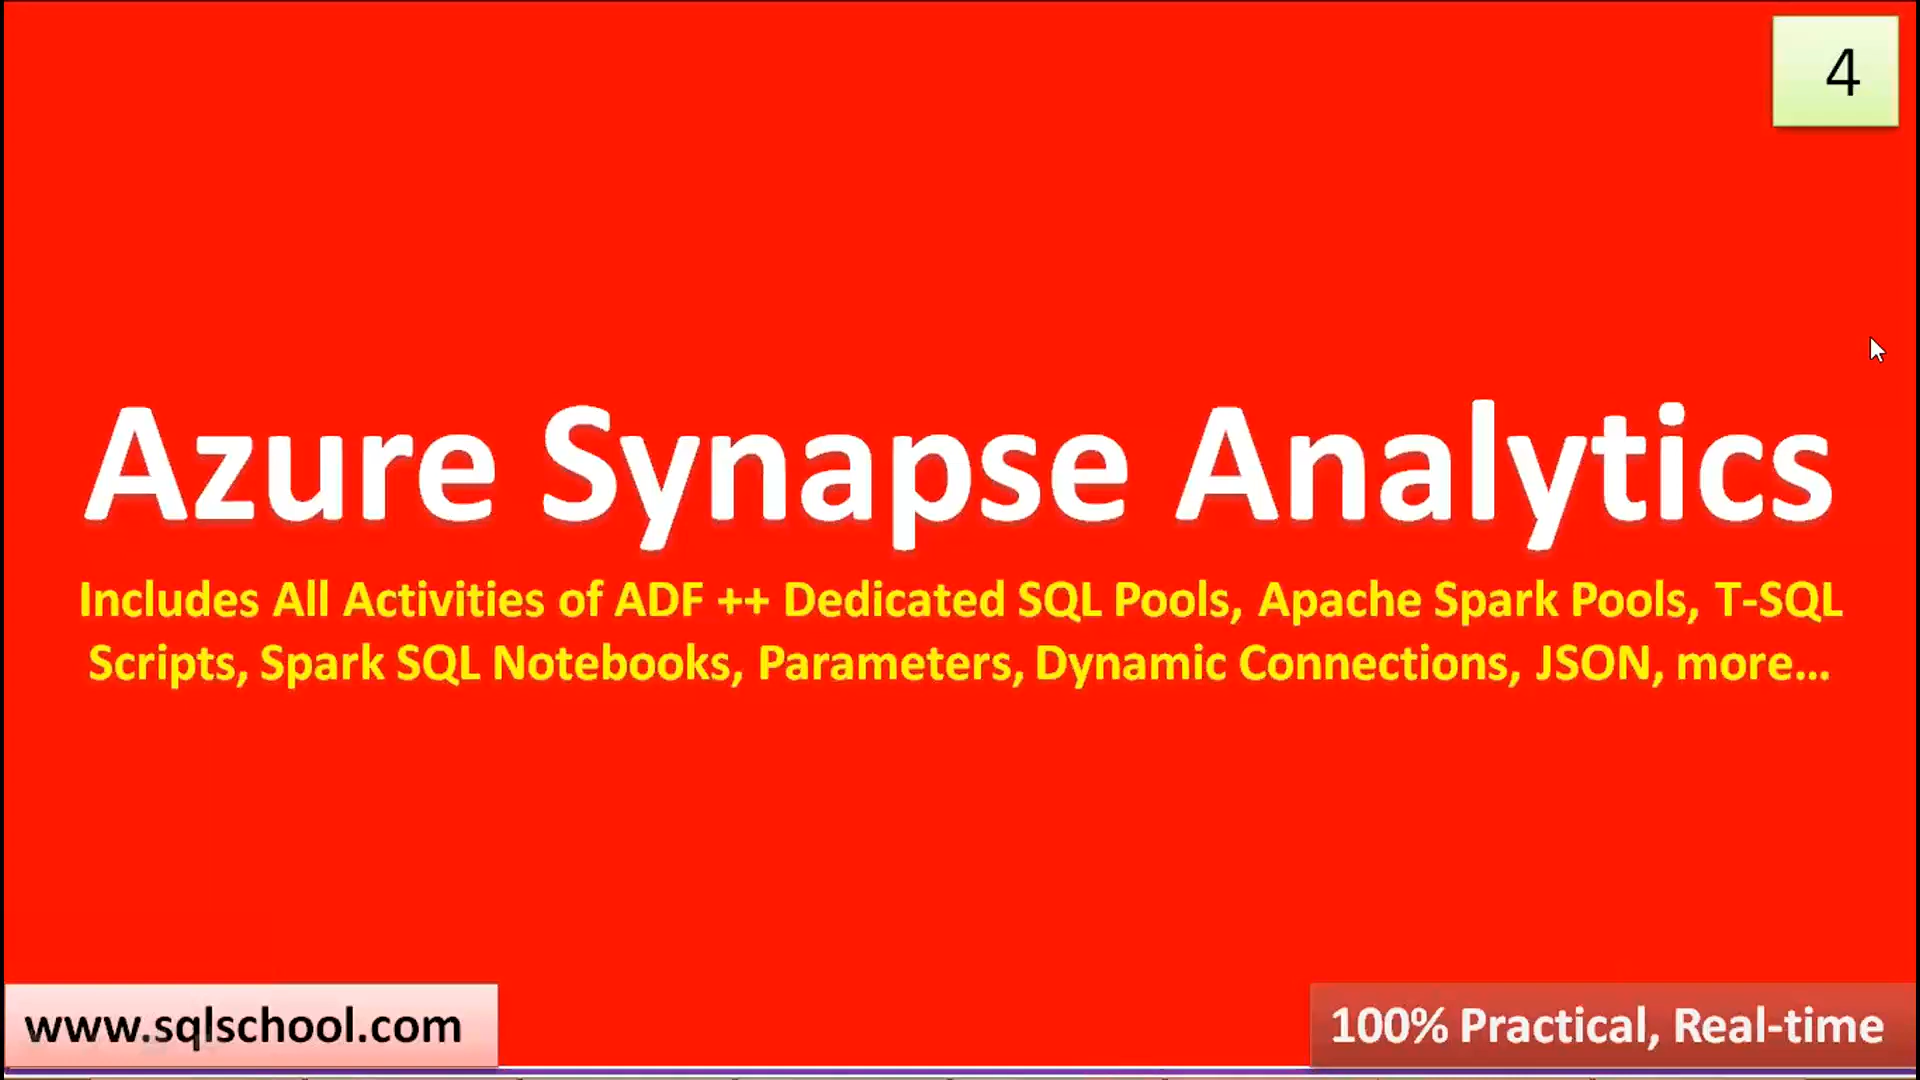 4
Azure Synapse Analytics
Includes All Activities of ADF ++ Dedicated SQL Pools, Apache Spark Pools, T-SQL
Scripts, Spark SQL Notebooks, Parameters, Dynamic Connections, JSON, more...
www.sqlschool.com
100% Practical, Real-time